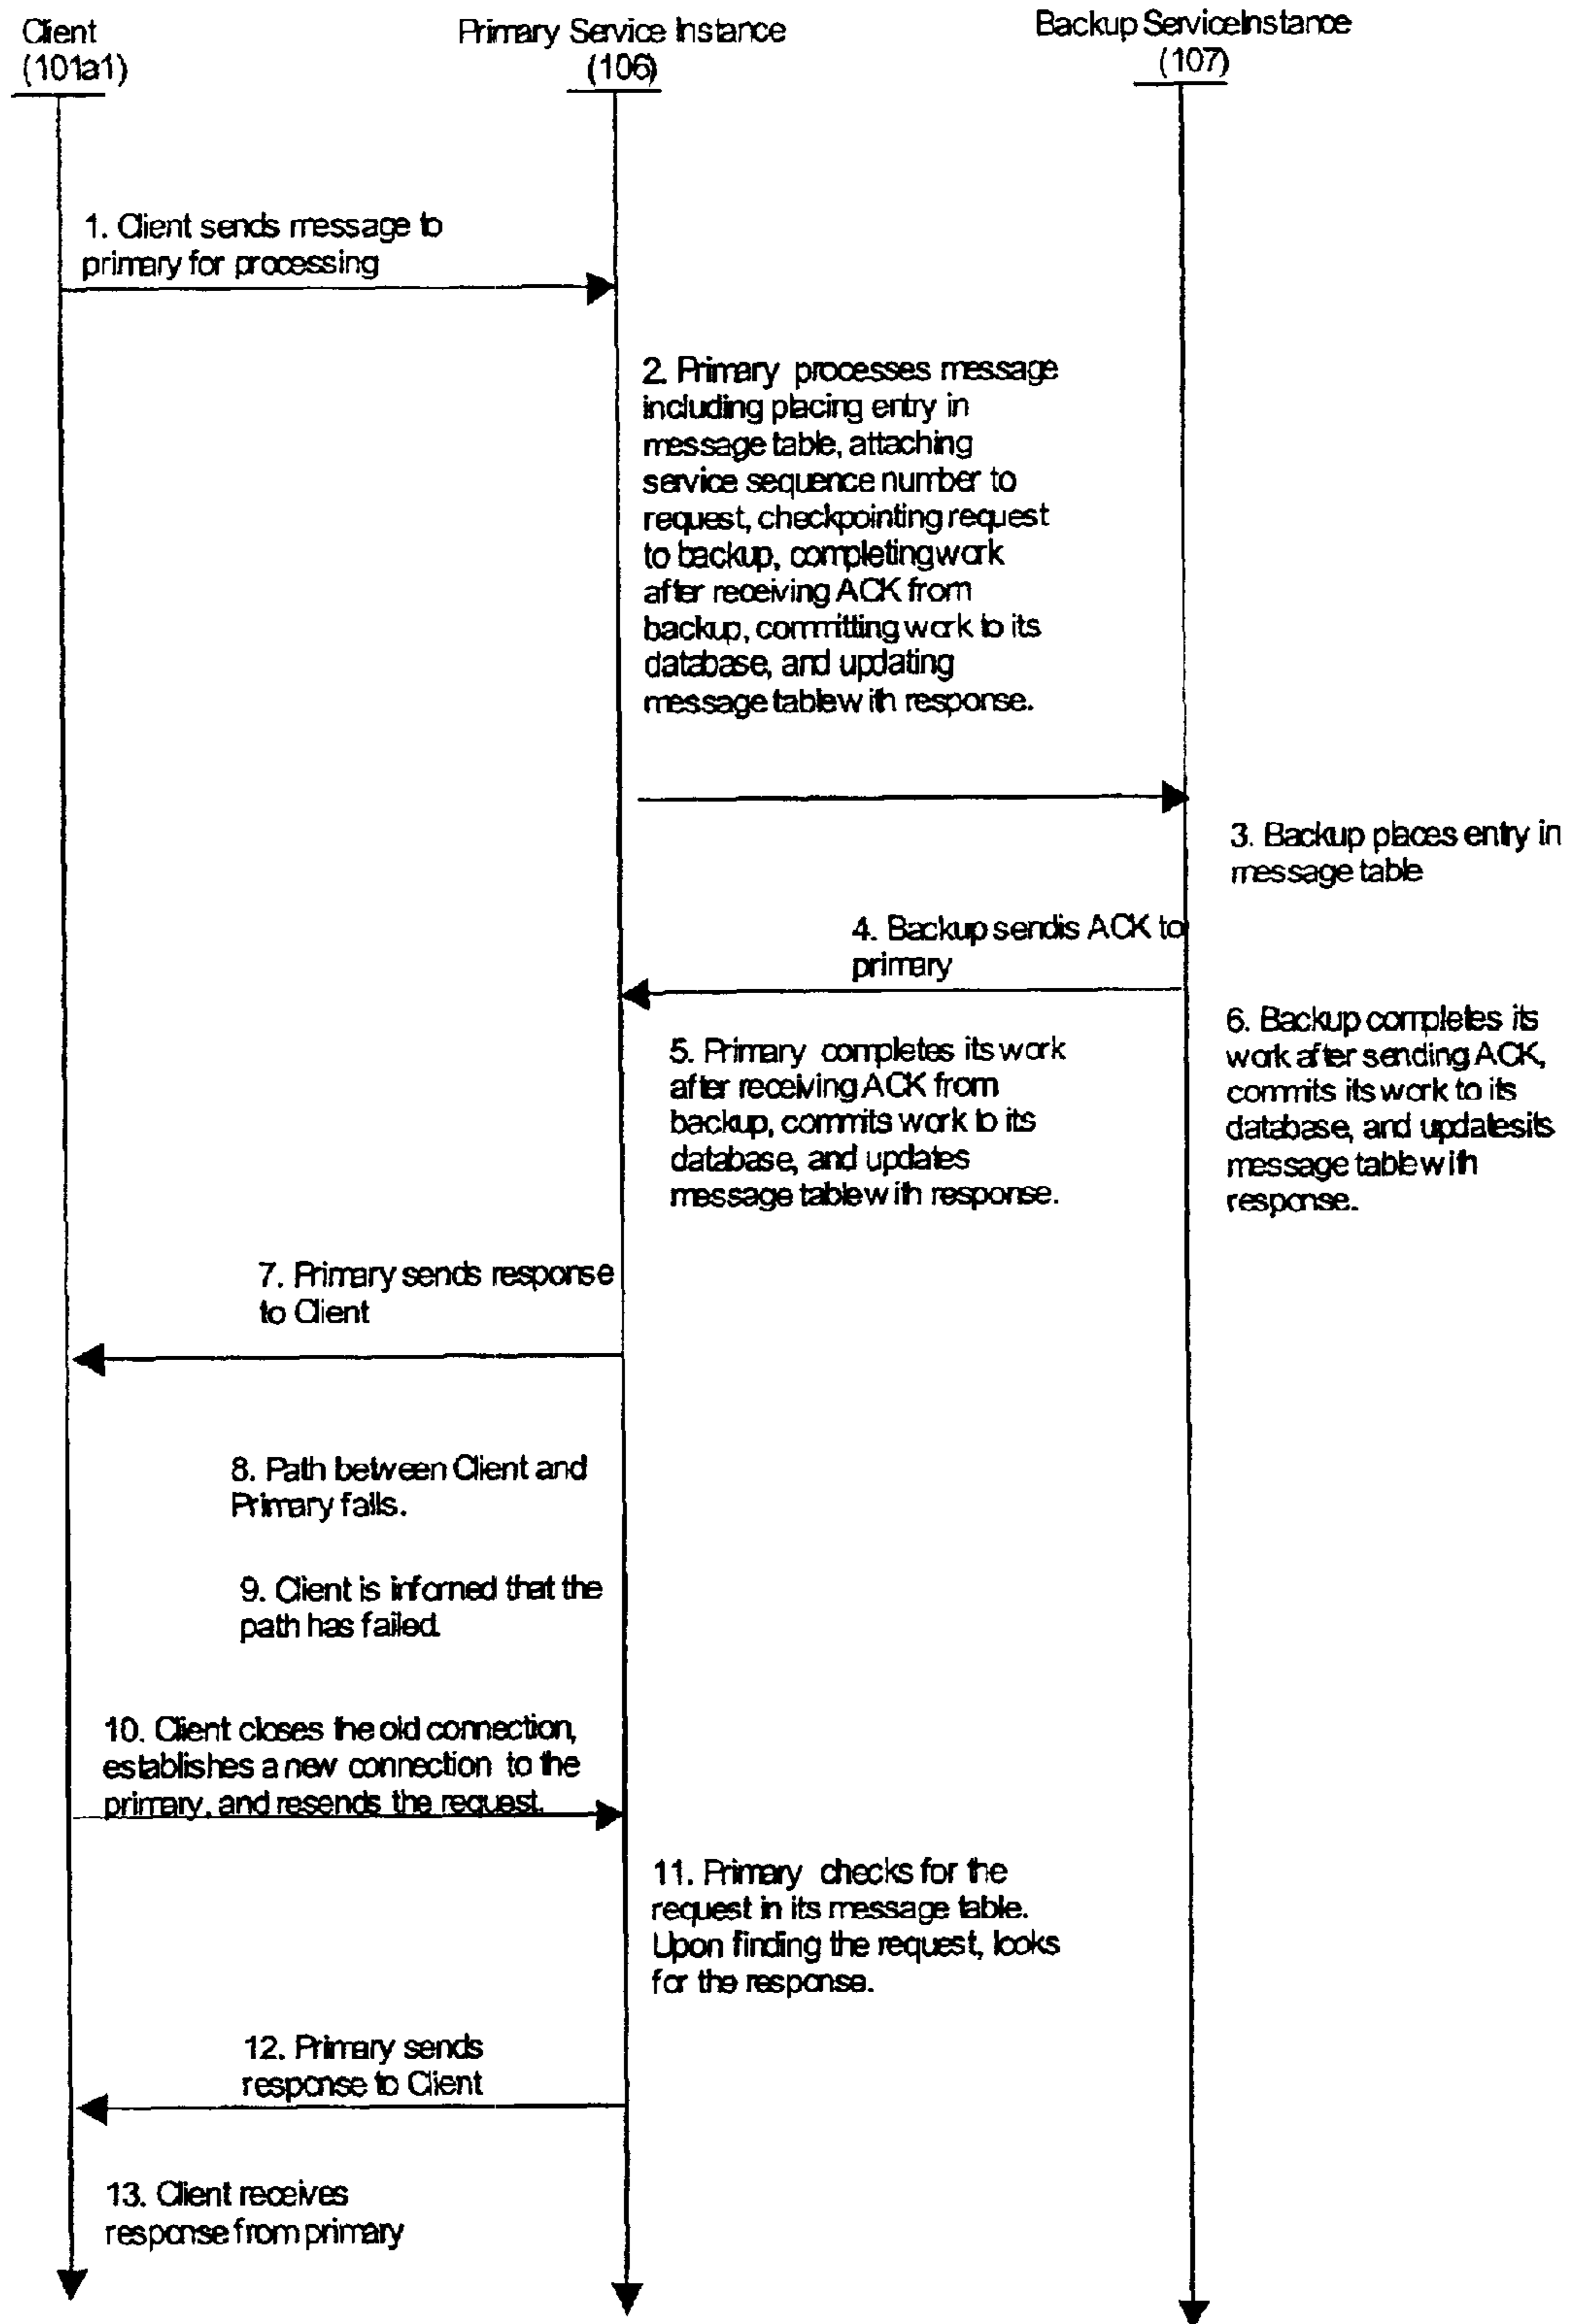 Client
(101a1)
Primary Service Instance
(106)
Backup ServiceInstance
(107)
1. Client sends message to
primary for processing
2. Primary processes message
including placing entry in
message table, attaching
service sequence number to
request, checkpointing request
to backup, completing work
after receiving ACK from
backup, committing work to its
database, and updating
message table with response.
3. Backup places entry in
message table
4. Backup sendis ACK to
primary
5. Primary completes its work
after receiving ACK from
backup, commits work to its
database, and updates
message table with response.
6. Backup completes its
work after sending ACK,
commits its work to its
database, and updates its
message table with
response.
7. Primary sends response
to Client
8. Path between Client and
Primary fails.
9. Client is informed that the
path has failed.
10. Client closes the old connection,
establishes a new connection to the
primary, and resends the request.
11. Primary checks for the
request in its message table.
Upon finding the request, looks
for the response.
12. Primary sends
response to Client
13. Client receives
response from primary